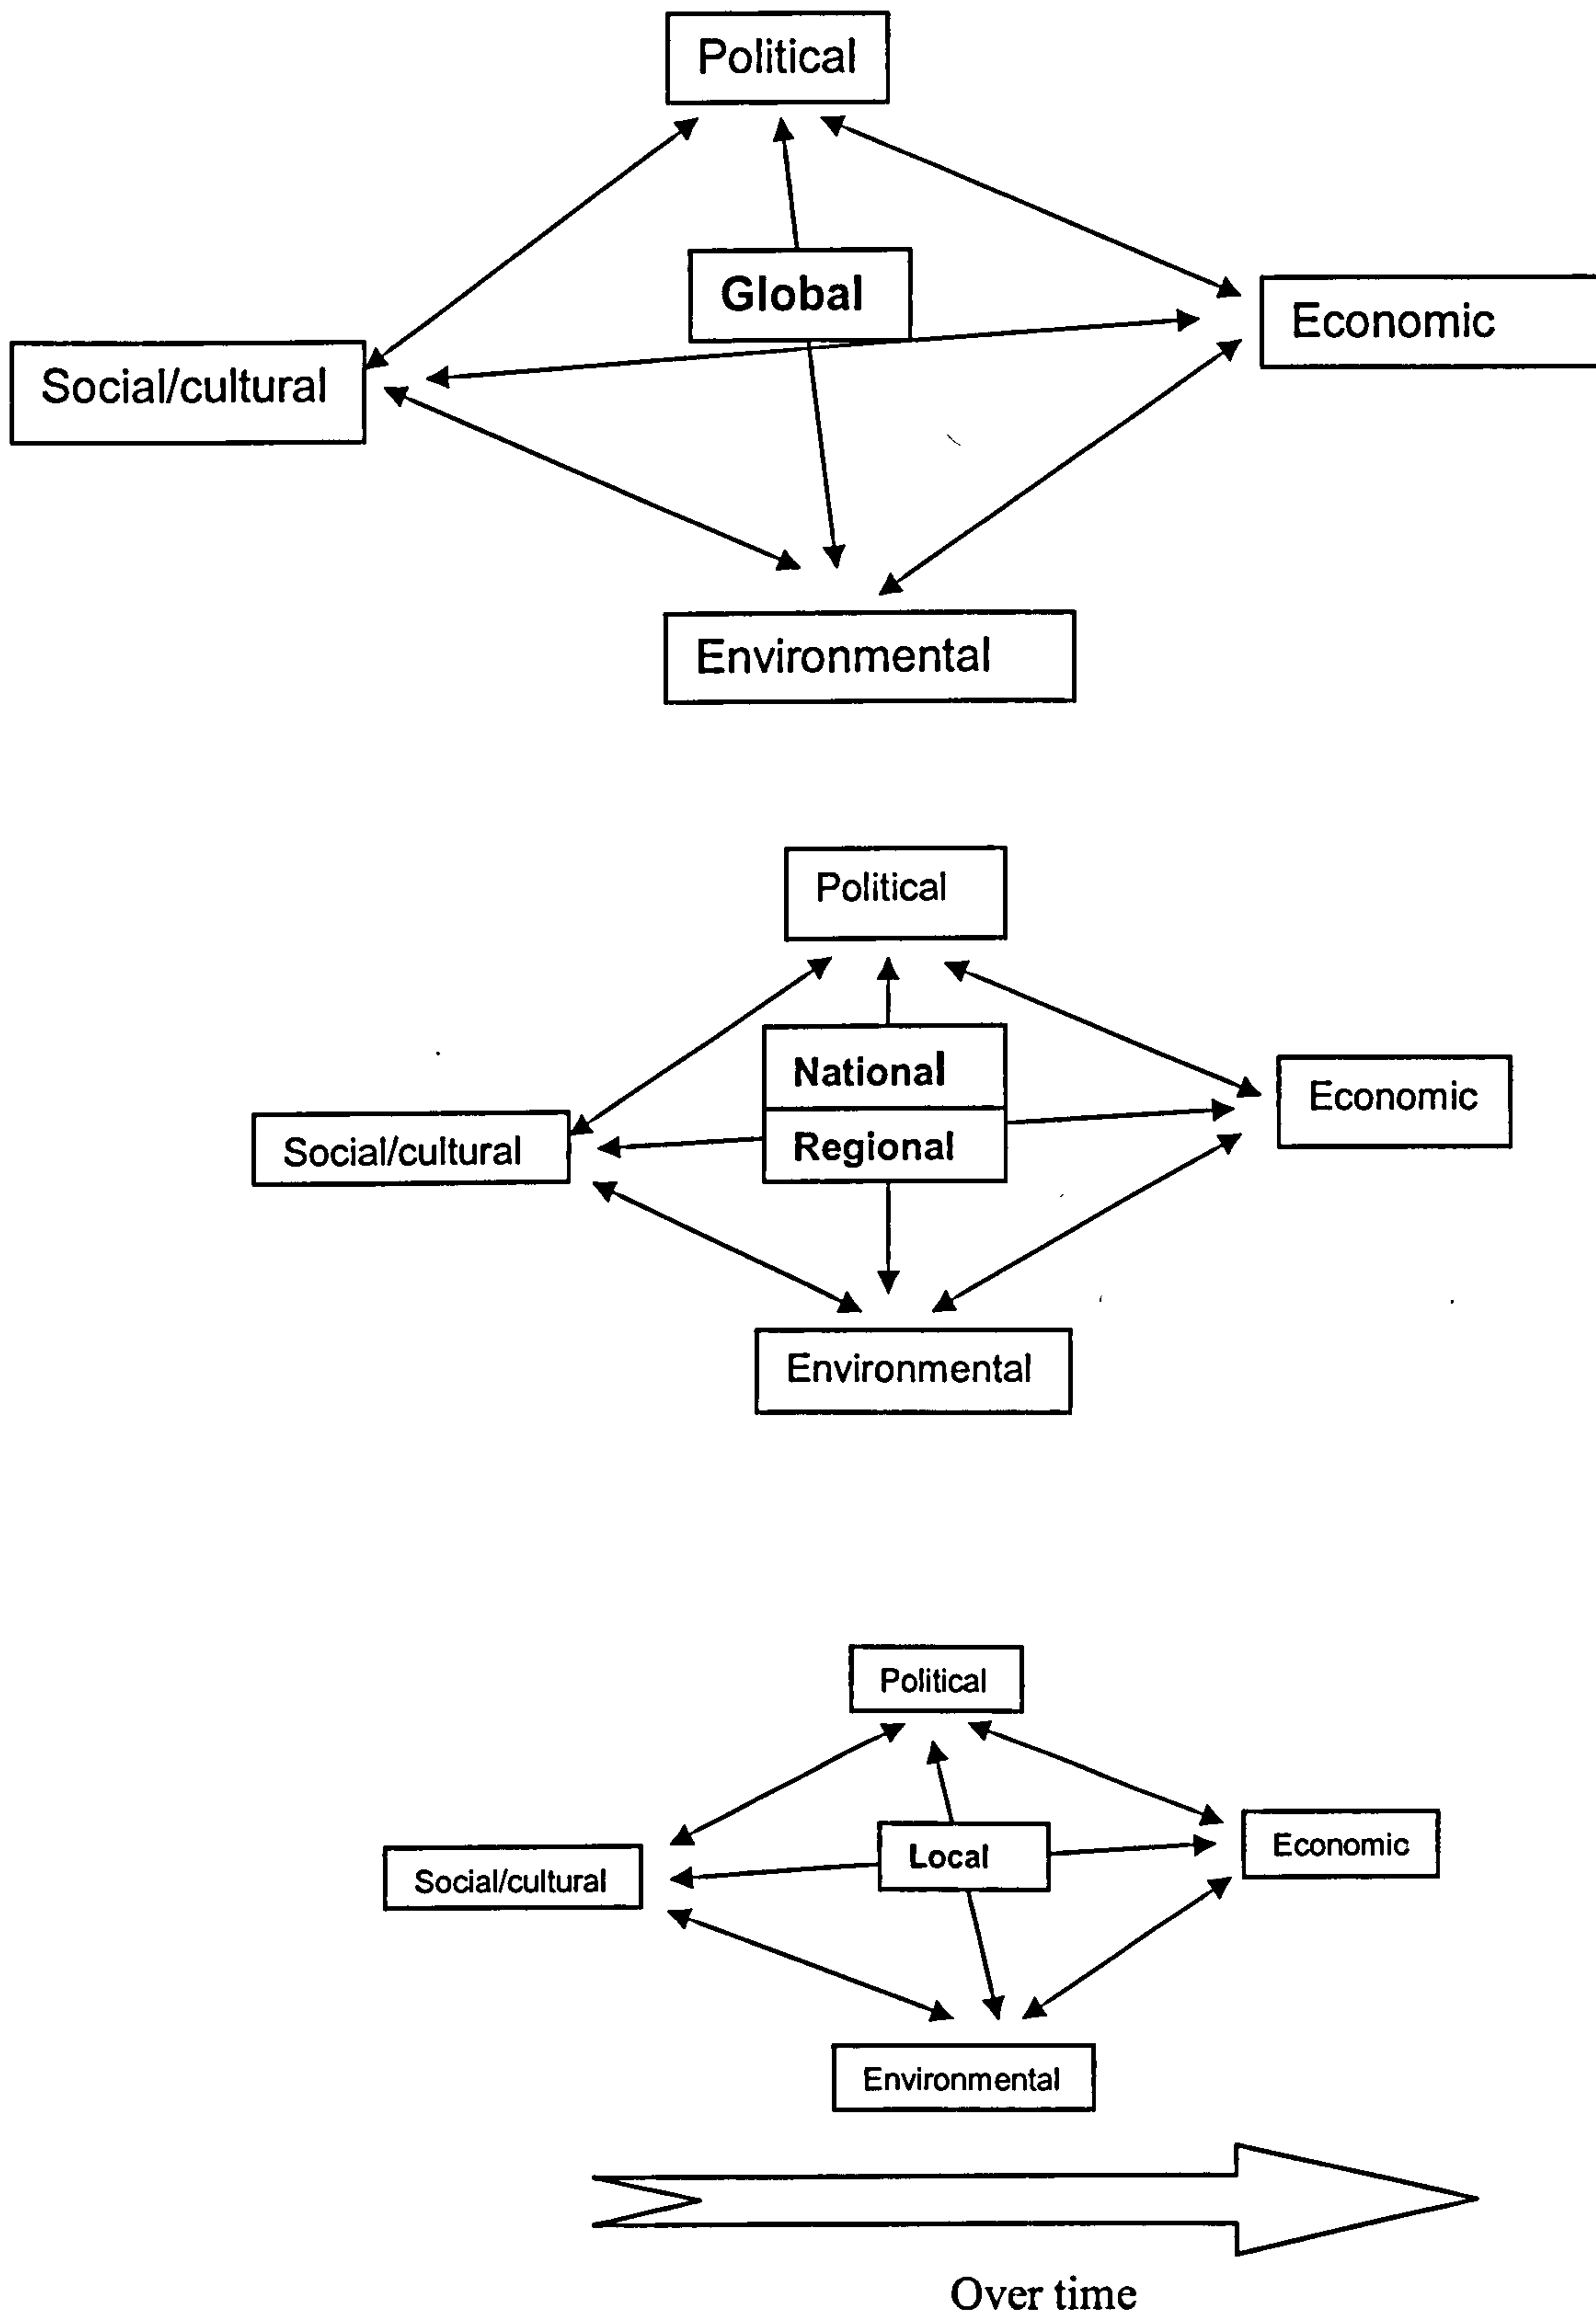 Political
Global
Economic
Social/cultural
Environmental
Political
National
Economic
Regional
Social/cultural
Environmental
Political
Local
Economic
Social/cultural
Environmental
Over time